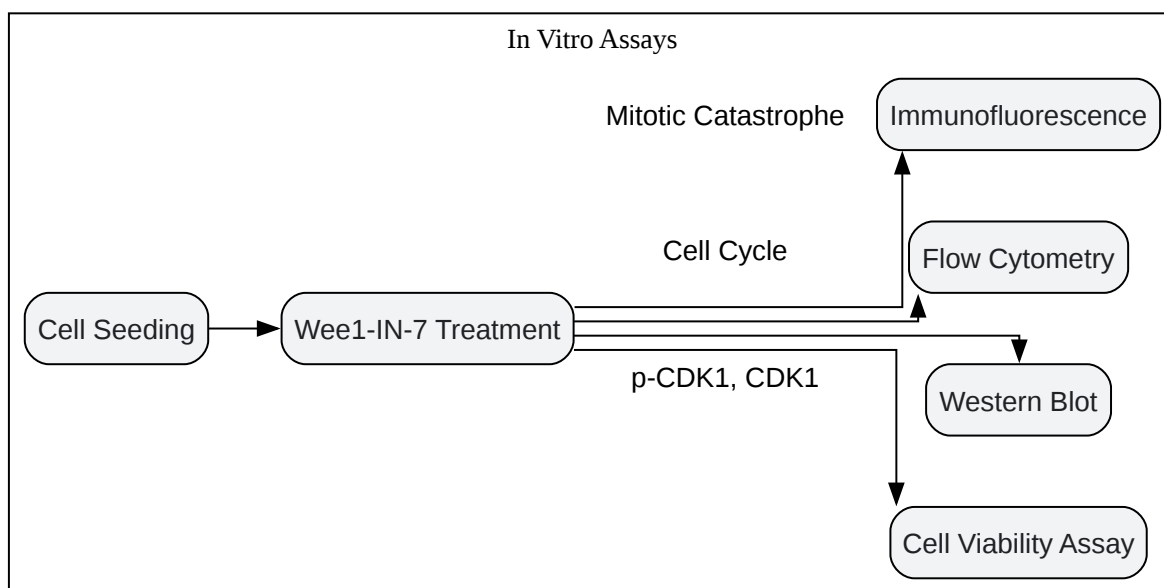 In Vitro Assays
Mitotic Catastrophe
Immunofluorescence
Cell Cycle
Flow Cytometry
Cell Seeding
Wee1-IN-7 Treatment
p-CDK1, CDK1
Western Blot
Cell Viability Assay